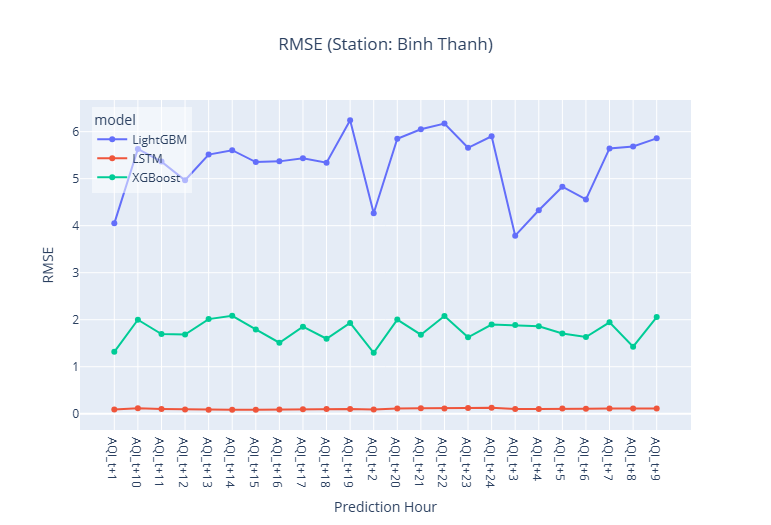 RMSE (Station: Binh Thanh)
model
LightGBM
LSTM
XGBoost
6
5
4
3
2
1
0
RMSE
AQI_t+1
AQI_t+10
AQI_t+11
AQI_t+12
AQI_t+13
AQI_t+14
AQI_t+15
AQI_t+16
AQI_t+17
AQI_t+18
AQI_t+19
AQI_t+2
AQI_t+20
AQI_t+21
AQI_t+22
AQI_t+23
AQI_t+24
AQI_t+3
AQI_t+4
AQI_t+5
AQI_t+6
AQI_t+7
AQI_t+8
AQI_t+9
Prediction Hour